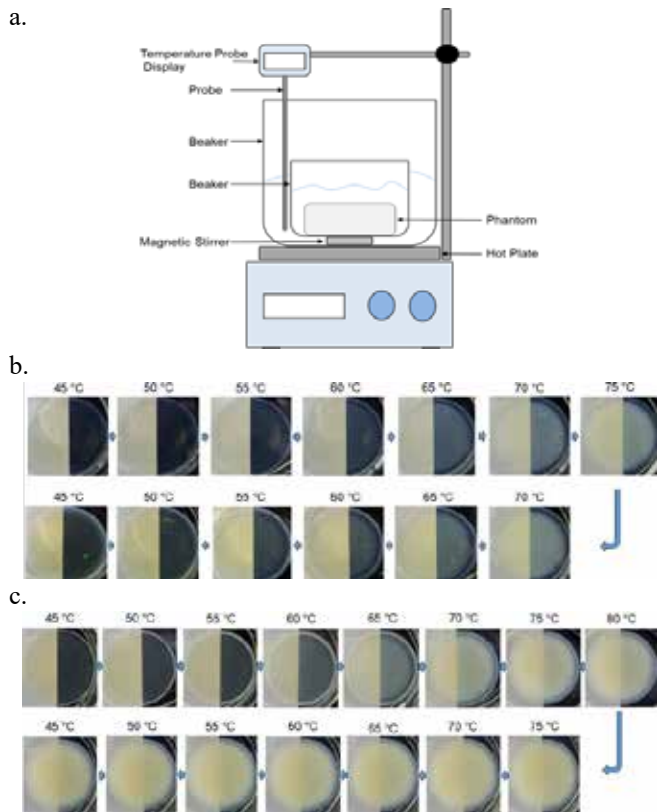 a.
Temperature Probe
Display
Probe
Beaker
Beaker
Phantom
Magnetic Stirrer
Hot Plate
b.
45 °C 50 °C 55 °C 60 °C 65 °C 70 °C 75 °C
45 °C 50 °C 55 °C 60 °C 65 °C 70 °C
c.
45 °C 50 °C 55 °C 60 °C 65 °C 70 °C 75 °C 80 °C
45 °C 50 °C 55 °C 60 °C 65 °C 70 °C 75 °C